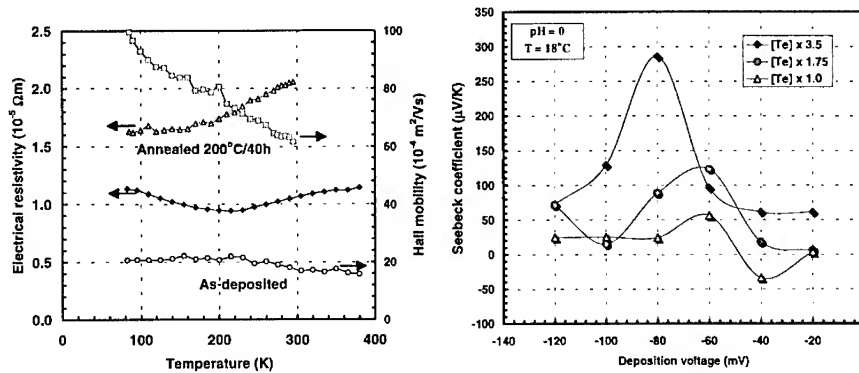 Electrical resistivity (10⁻⁵ Ωm)
2.5
2.0
1.5
1.0
0.5
0.0
0
100
200
300
400
Temperature (K)
100
80
60
40
20
0
Hall mobility (10⁻⁴ m²/Vs)
Annealed 200°C/40h
As-deposited
Seebeck coefficient (µV/K)
350
300
250
200
150
100
50
0
-50
-100
-140
-120
-100
-80
-60
-40
-20
0
Deposition voltage (mV)
pH = 0
T = 18°C
[Te] x 3.5
[Te] x 1.75
[Te] x 1.0